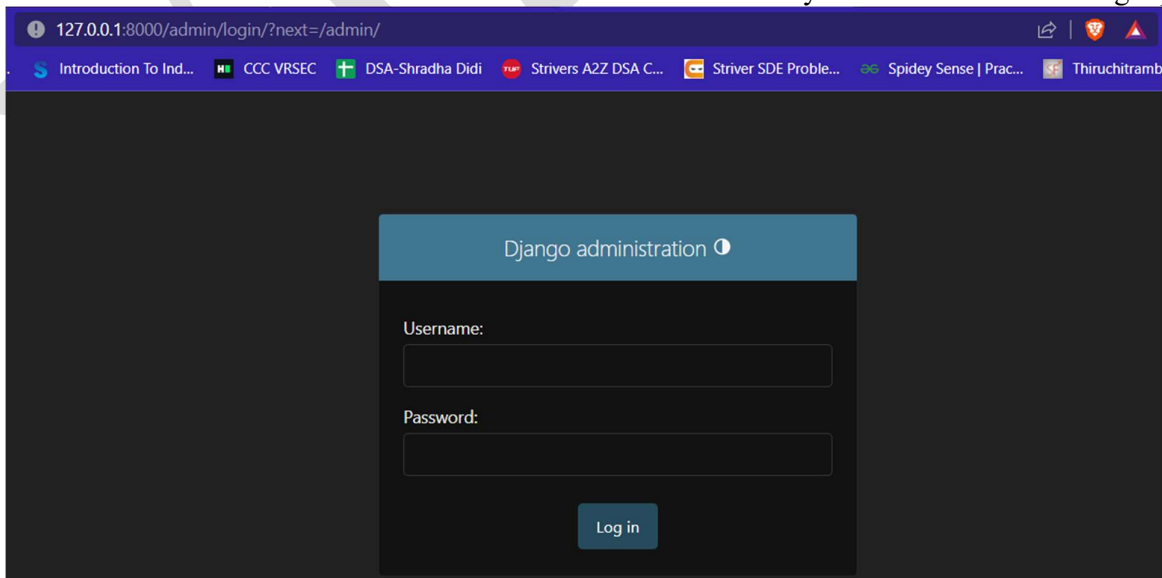 127.0.0.1:8000/admin/login/?next=/admin/
Introduction To Ind... CCC VRSEC DSA-Shradha Didi TUF Strivers A2Z DSA C... Striver SDE Proble... Spidey Sense | Prac... Thiruchitramb
Django administration
Username:
Password:
Log in